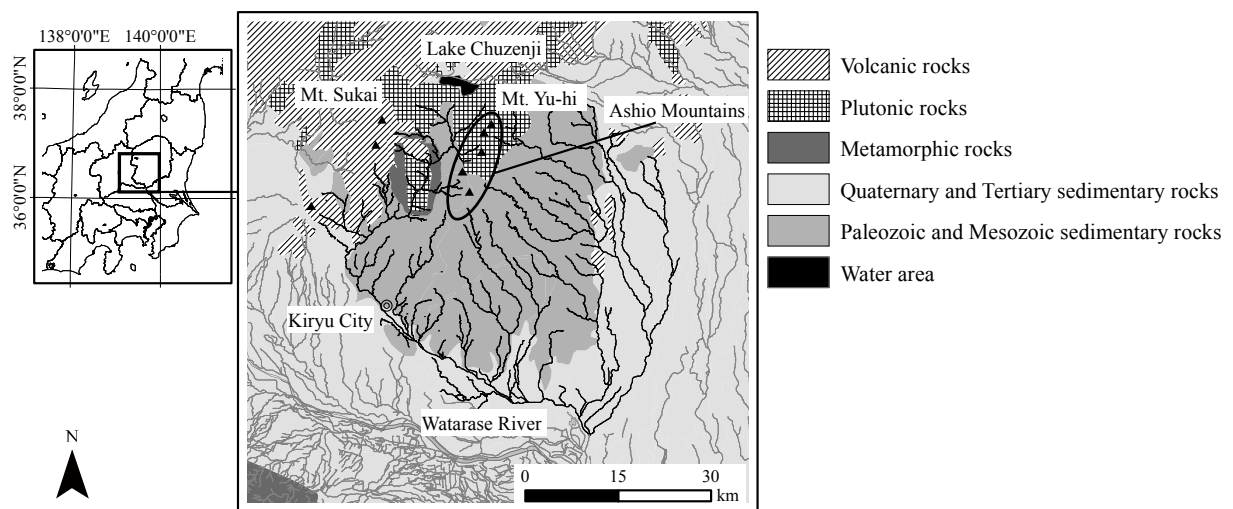 138°0'0"E 140°0'0"E
38°0'0"N
36°0'0"N
Lake Chuzenji
Mt. Sukai
Mt. Yu-hi
Ashio Mountains
Kiryu City
Watarase River
0 15 30
km
N
Volcanic rocks
Plutonic rocks
Metamorphic rocks
Quaternary and Tertiary sedimentary rocks
Paleozoic and Mesozoic sedimentary rocks
Water area